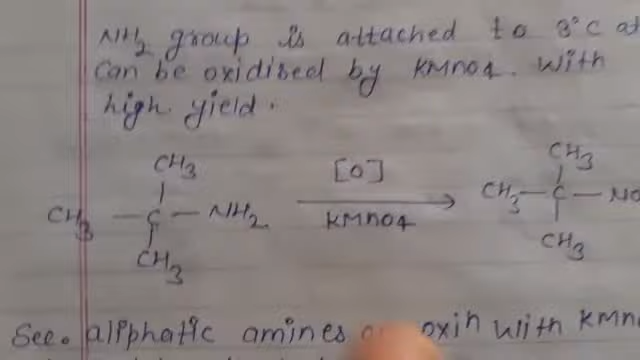 NH2 group is attached to 3°C at
can be oxidised by KMnO4. With
high yield.
CH3 CH3
[O]
CH3 — C — NH2 KMnO4 CH3 — C — NO
CH3 CH3
See. aliphatic amines oxin with KMn